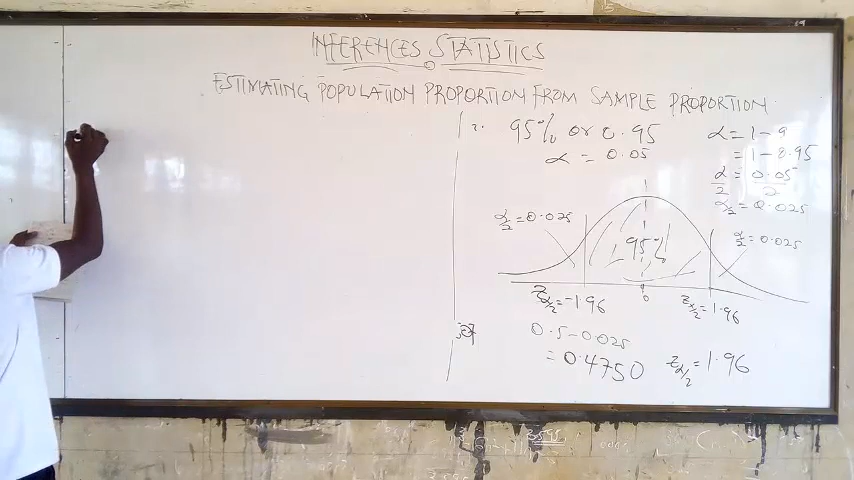 INFERENCES STATISTICS
ESTIMATING POPULATION PROPORTION FROM SAMPLE PROPORTION
2. 95% or 0.95
α = 0.05
α = 1 - 9
= 1 - 0.95
α/2 = 0.05/2
α/2 = 0.025
α/2 = 0.025
95%
α/2 = 0.025
Zα/2 = -1.96
0
Zα/2 = 1.96
0.5 - 0.025
= 0.4750
Zα/2 = 1.96